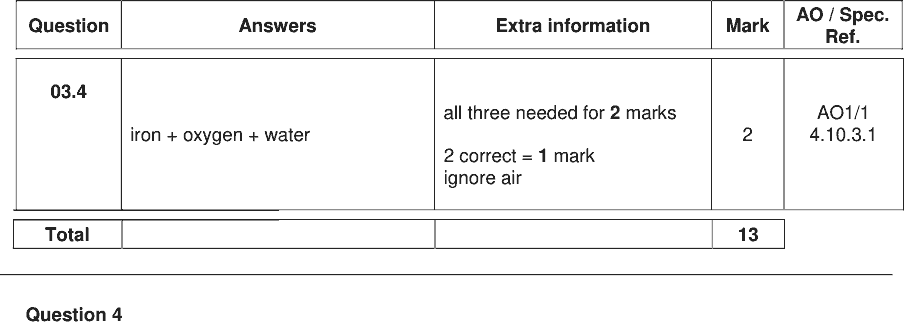 Question Answers Extra information Mark AO / Spec. Ref.
03.4
iron + oxygen + water
all three needed for 2 marks
2 correct = 1 mark
ignore air
2
AO1/1
4.10.3.1
Total 13
Question 4